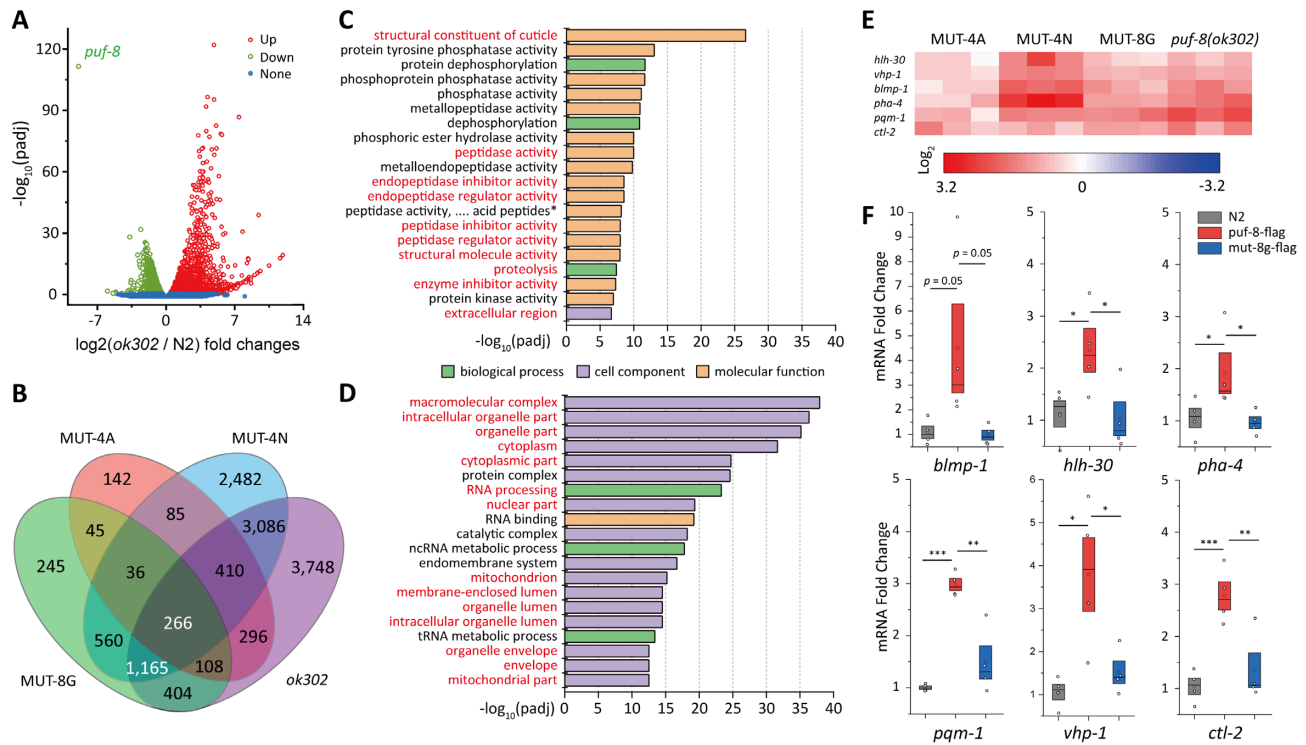 A
puf-8
Up
Down
None
120
90
60
30
0
-log10(padj)
-7
0
7
14
log2(ok302 / N2) fold changes
B
MUT-4A
MUT-4N
142
2,482
85
45
3,086
245
36
410
3,748
266
560
296
1,165
108
404
MUT-8G
ok302
C
structural constituent of cuticle
protein tyrosine phosphatase activity
protein dephosphorylation
phosphoprotein phosphatase activity
phosphatase activity
metallopeptidase activity
dephosphorylation
phosphoric ester hydrolase activity
peptidase activity
metalloendopeptidase activity
endopeptidase inhibitor activity
endopeptidase regulator activity
peptidase activity, .... acid peptides*
peptidase inhibitor activity
peptidase regulator activity
structural molecule activity
proteolysis
enzyme inhibitor activity
protein kinase activity
extracellular region
-log10(padj) 0 5 10 15 20 25 30 35 40
biological process cell component molecular function
D
macromolecular complex
intracellular organelle part
organelle part
cytoplasm
cytoplasmic part
protein complex
RNA processing
nuclear part
RNA binding
catalytic complex
ncRNA metabolic process
endomembrane system
mitochondrion
membrane-enclosed lumen
organelle lumen
intracellular organelle lumen
tRNA metabolic process
organelle envelope
envelope
mitochondrial part
-log10(padj) 0 5 10 15 20 25 30 35 40
E
MUT-4A MUT-4N MUT-8G puf-8(ok302)
hlh-30
vhp-1
blmp-1
pha-4
pqm-1
ctl-2
Log2
3.2 0 -3.2
F
N2
puf-8-flag
mut-8g-flag
mRNA Fold Change
10
9
8
7
6
5
4
3
2
1
p = 0.05
p = 0.05
blmp-1
5
4
3
2
1
* *
hlh-30
5
4
3
2
1
* *
pha-4
mRNA Fold Change
5
4
3
2
1
*** **
pqm-1
6
5
4
3
2
1
* *
vhp-1
5
4
3
2
1
*** **
ctl-2